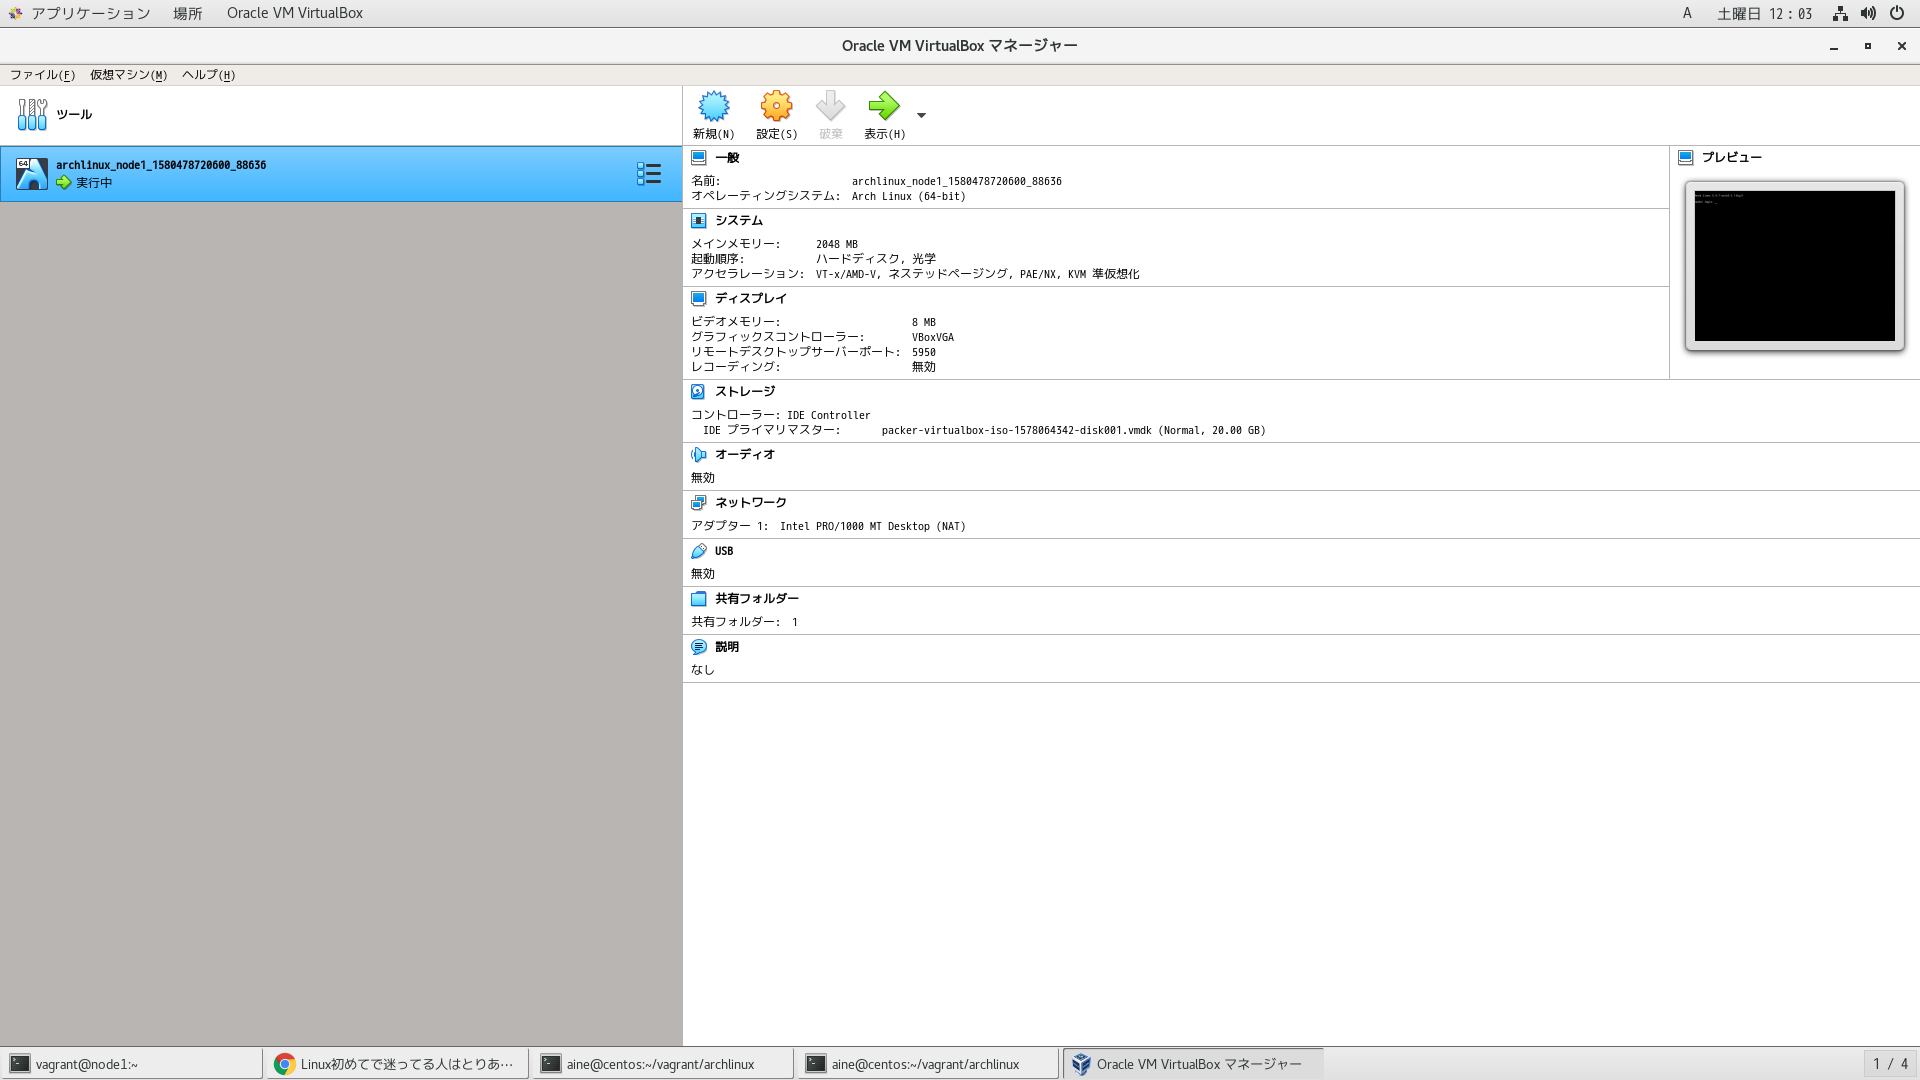 アプリケーション 場所 Oracle VM VirtualBox A 土曜日 12：03
Oracle VM VirtualBox マネージャー
ファイル(F) 仮想マシン(M) ヘルプ(H)
ツール
新規(N) 設定(S) 破棄 表示(H)
64
archlinux_node1_1580478720600_88636
実行中
一般
名前: archlinux_node1_1580478720600_88636
オペレーティングシステム: Arch Linux (64-bit)
システム
メインメモリー: 2048 MB
起動順序: ハードディスク, 光学
アクセラレーション: VT-x/AMD-V, ネステッドページング, PAE/NX, KVM 準仮想化
ディスプレイ
ビデオメモリー: 8 MB
グラフィックスコントローラー: VBoxVGA
リモートデスクトップサーバーポート: 5950
レコーディング: 無効
プレビュー
ストレージ
コントローラー: IDE Controller
IDE プライマリマスター: packer-virtualbox-iso-1578064342-disk001.vmdk (Normal, 20.00 GB)
オーディオ
無効
ネットワーク
アダプター 1: Intel PRO/1000 MT Desktop (NAT)
USB
無効
共有フォルダー
共有フォルダー: 1
説明
なし
vagrant@node1:~ Linux初めてで迷ってる人はとりあ… aine@centos:~/vagrant/archlinux aine@centos:~/vagrant/archlinux Oracle VM VirtualBox マネージャー 1 / 4